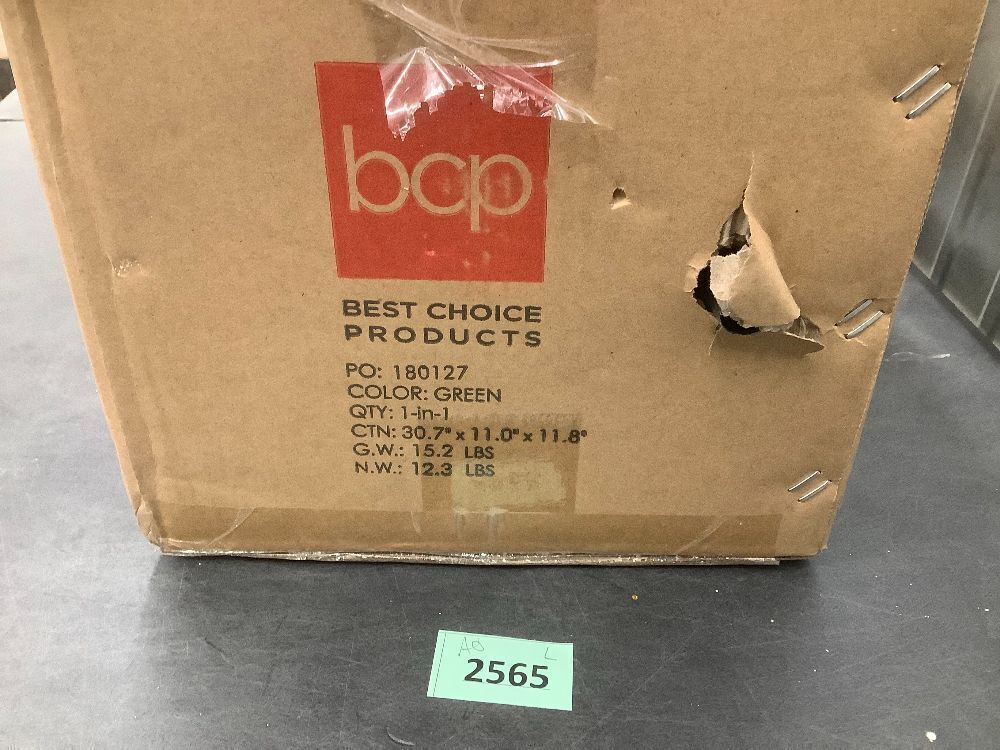 bcp
BEST CHOICE
PRODUCTS
PO: 180127
COLOR: GREEN
QTY: 1-in-1
CTN: 30.7" x 11.0" x 11.8"
G.W.: 15.2 LBS
N.W.: 12.3 LBS
L
2565